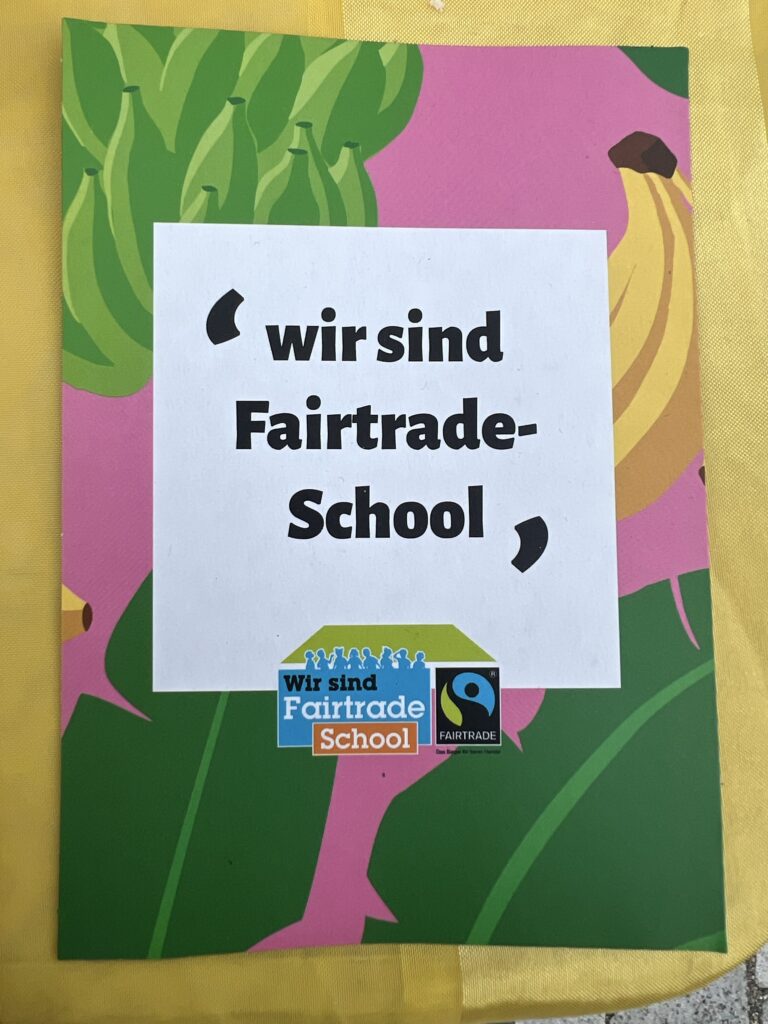 ‘wir sind
Fairtrade-
School’
Wir sind
Fairtrade
School
®
FAIRTRADE